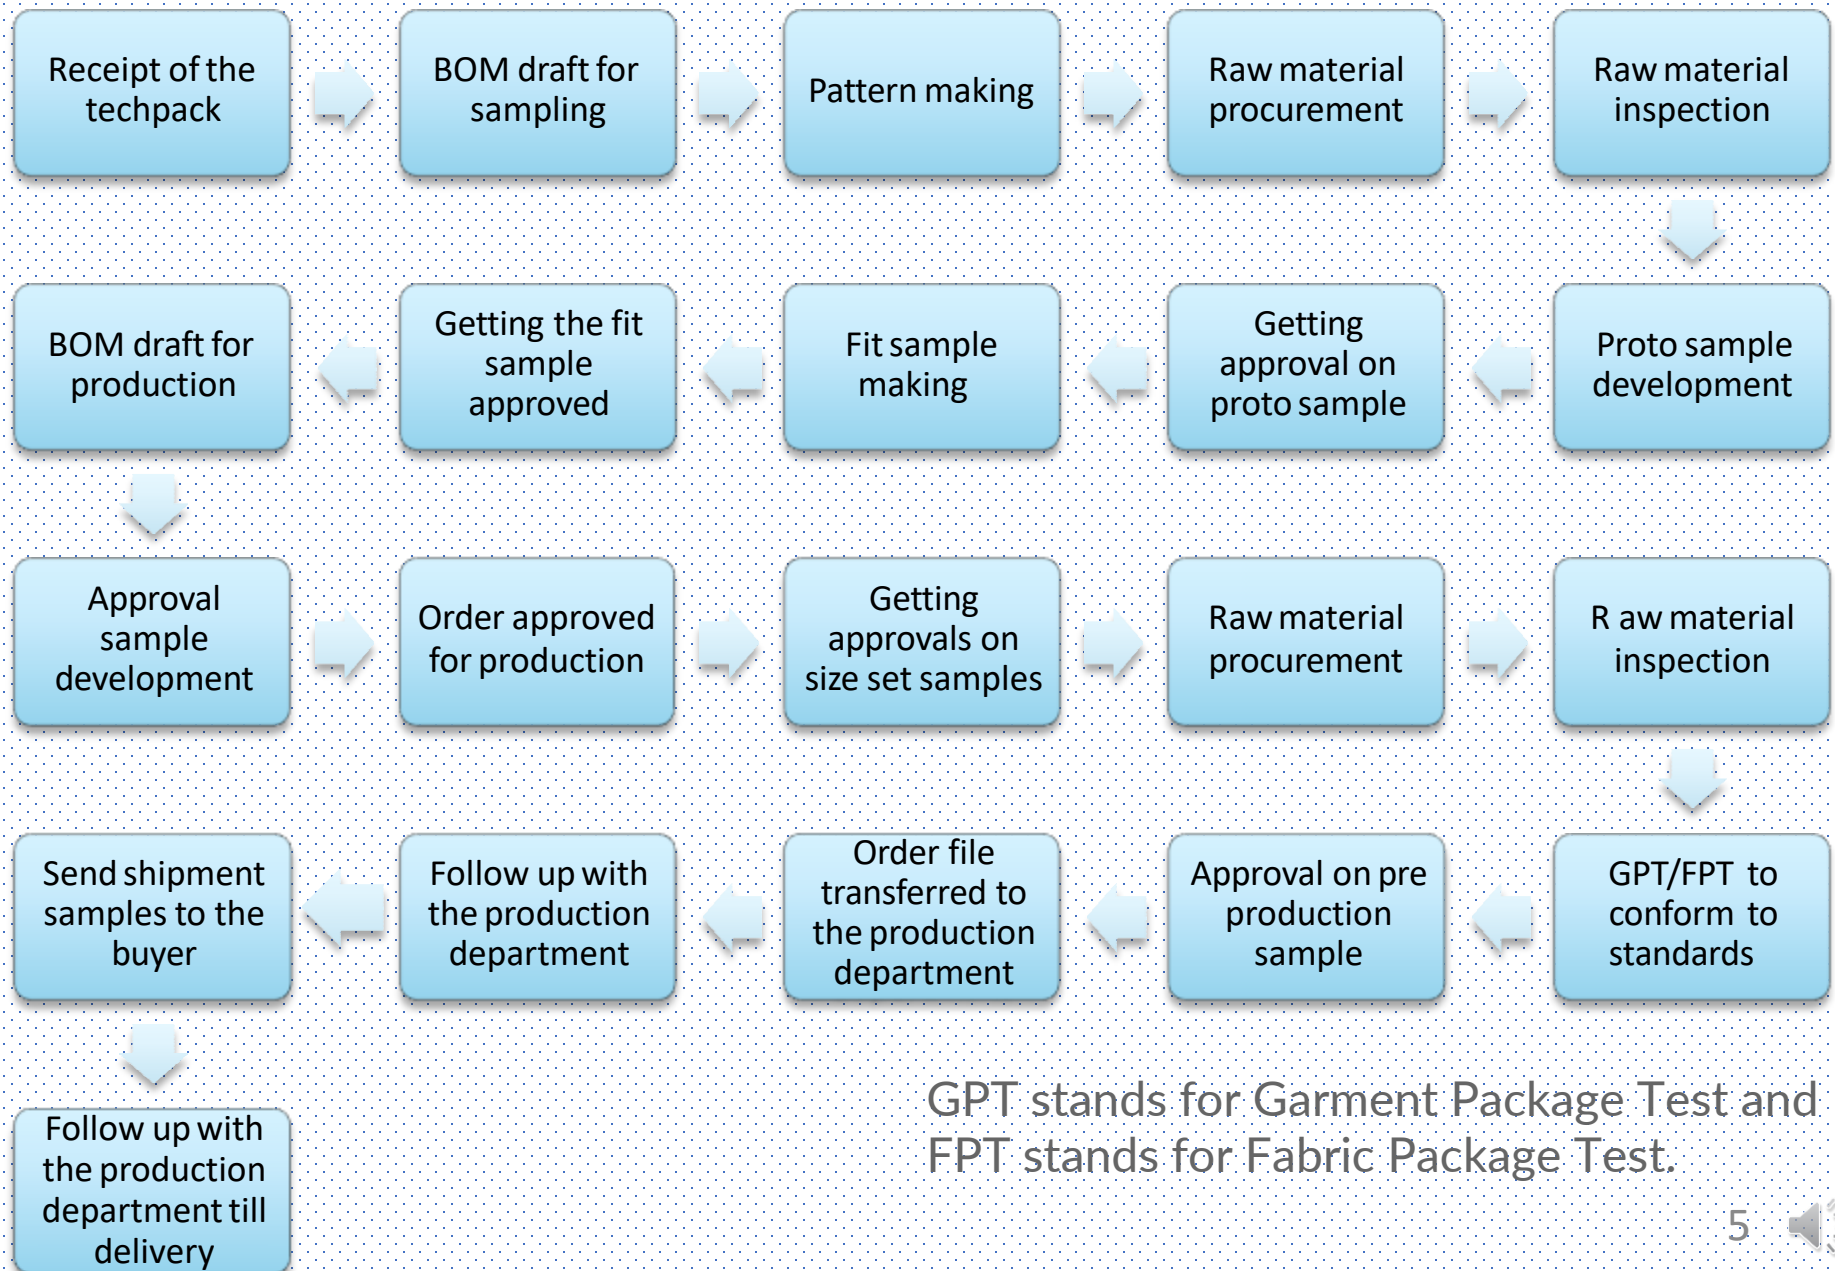 Receipt of the
techpack
BOM draft for
sampling
Pattern making
Raw material
procurement
Raw material
inspection
Proto sample
development
Getting
approval on
proto sample
Fit sample
making
Getting the fit
sample
approved
BOM draft for
production
Approval
sample
development
Order approved
for production
Getting
approvals on
size set samples
Raw material
procurement
R aw material
inspection
GPT/FPT to
conform to
standards
Approval on pre
production
sample
Order file
transferred to
the production
department
Follow up with
the production
department
Send shipment
samples to the
buyer
Follow up with
the production
department till
delivery
GPT stands for Garment Package Test and
FPT stands for Fabric Package Test.
5